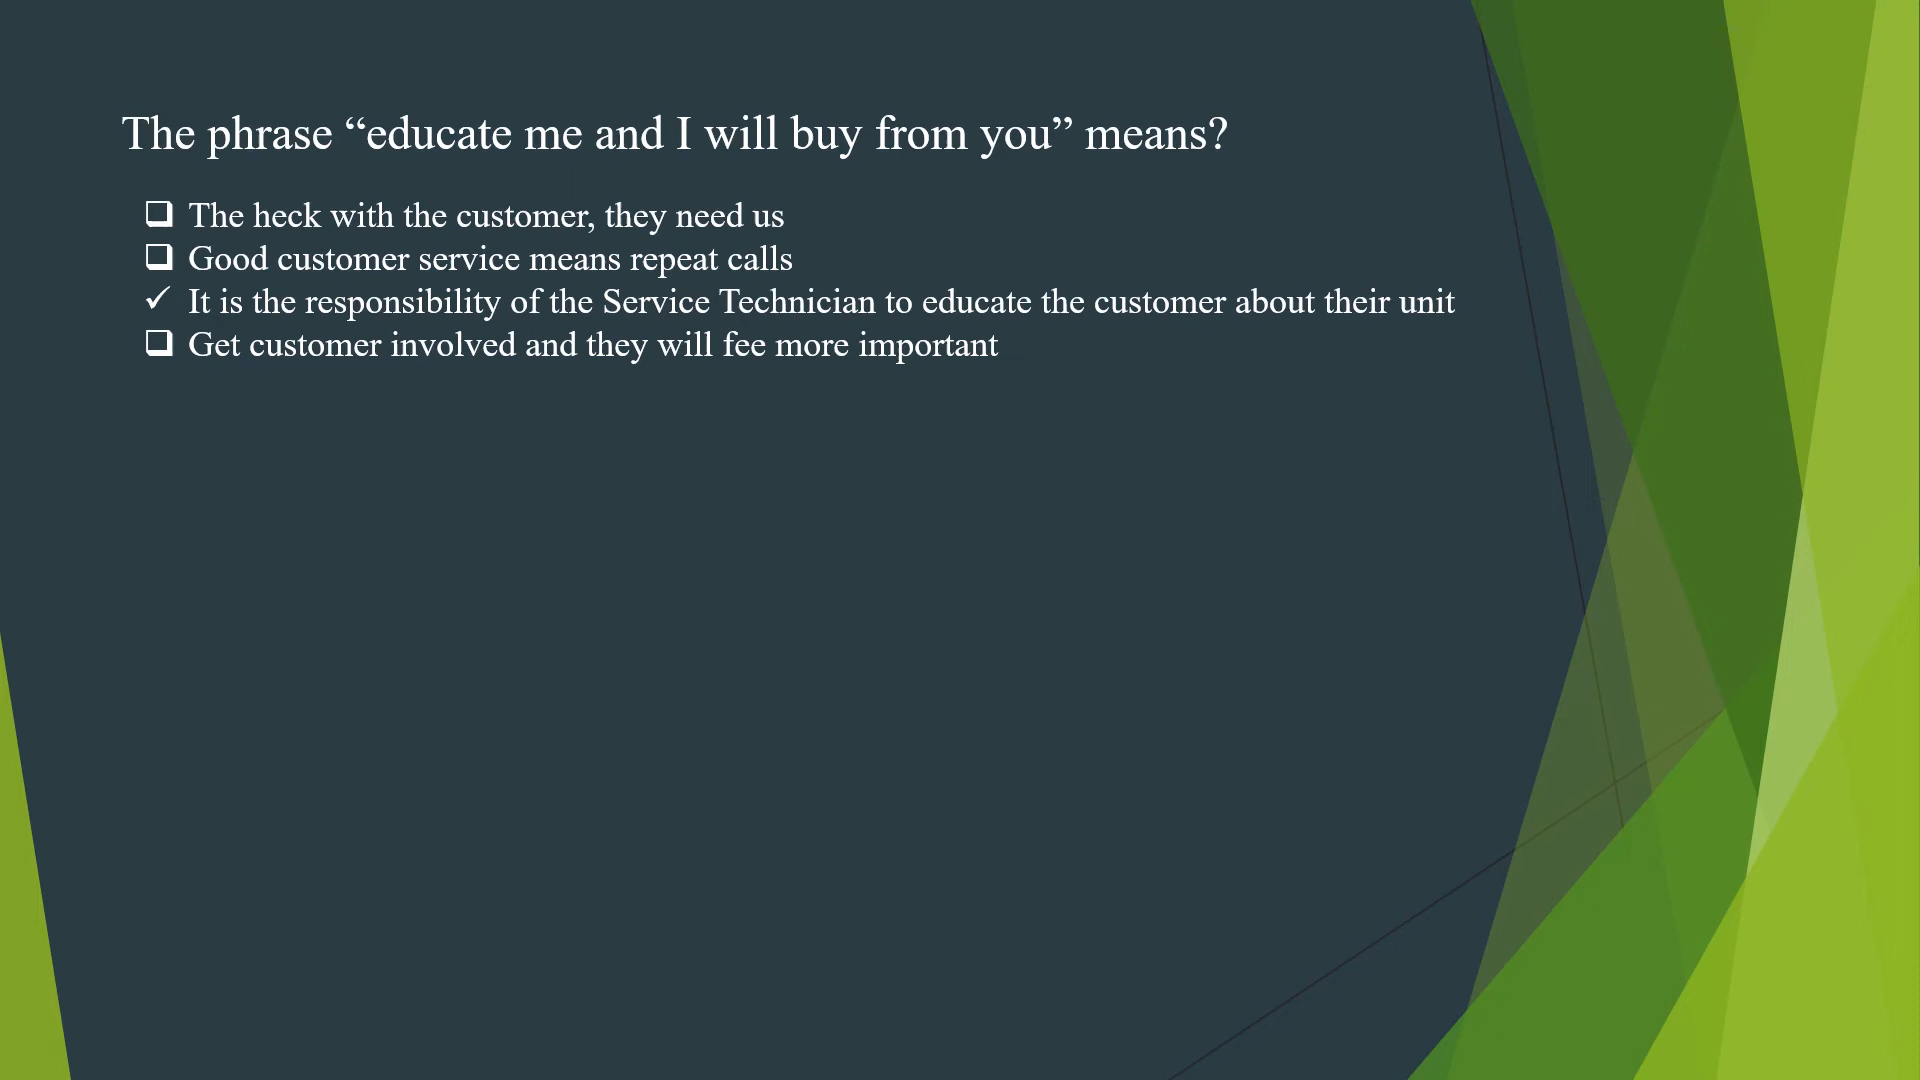 The phrase “educate me and I will buy from you” means?
❑ The heck with the customer, they need us
❑ Good customer service means repeat calls
✓ It is the responsibility of the Service Technician to educate the customer about their unit
❑ Get customer involved and they will fee more important